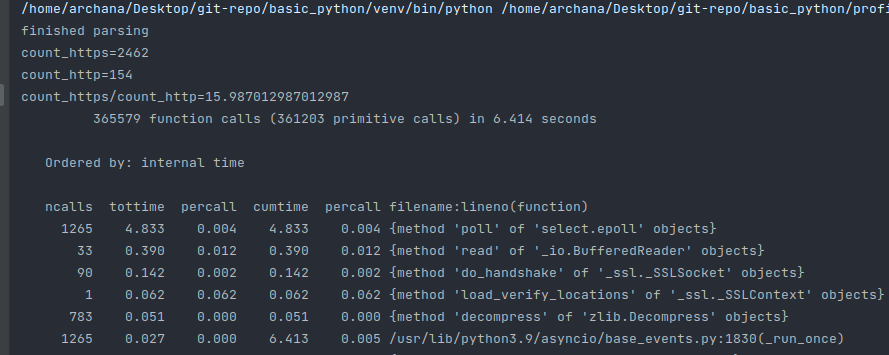 /home/archana/Desktop/git-repo/basic_python/venv/bin/python /home/archana/Desktop/git-repo/basic_python/profi
finished parsing
count_https=2462
count_http=154
count_https/count_http=15.987012987012987
365579 function calls (361203 primitive calls) in 6.414 seconds
Ordered by: internal time
ncalls tottime percall cumtime percall filename:lineno(function)
1265 4.833 0.004 4.833 0.004 {method 'poll' of 'select.epoll' objects}
33 0.390 0.012 0.390 0.012 {method 'read' of '_io.BufferedReader' objects}
90 0.142 0.002 0.142 0.002 {method 'do_handshake' of '_ssl._SSLSocket' objects}
1 0.062 0.062 0.062 0.062 {method 'load_verify_locations' of '_ssl._SSLContext' objects}
783 0.051 0.000 0.051 0.000 {method 'decompress' of 'zlib.Decompress' objects}
1265 0.027 0.000 6.413 0.005 /usr/lib/python3.9/asyncio/base_events.py:1830(_run_once)